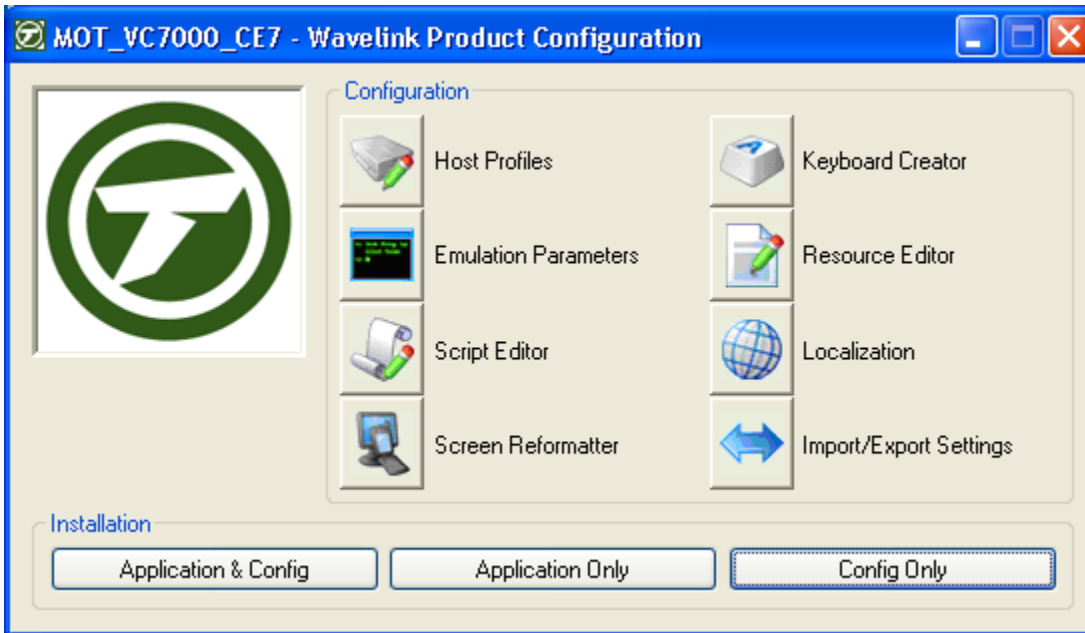 MOT_VC7000_CE7 - Wavelink Product Configuration
Configuration
Host Profiles
Keyboard Creator
Emulation Parameters
Resource Editor
Script Editor
Localization
Screen Reformatter
Import/Export Settings
Installation
Application & Config
Application Only
Config Only